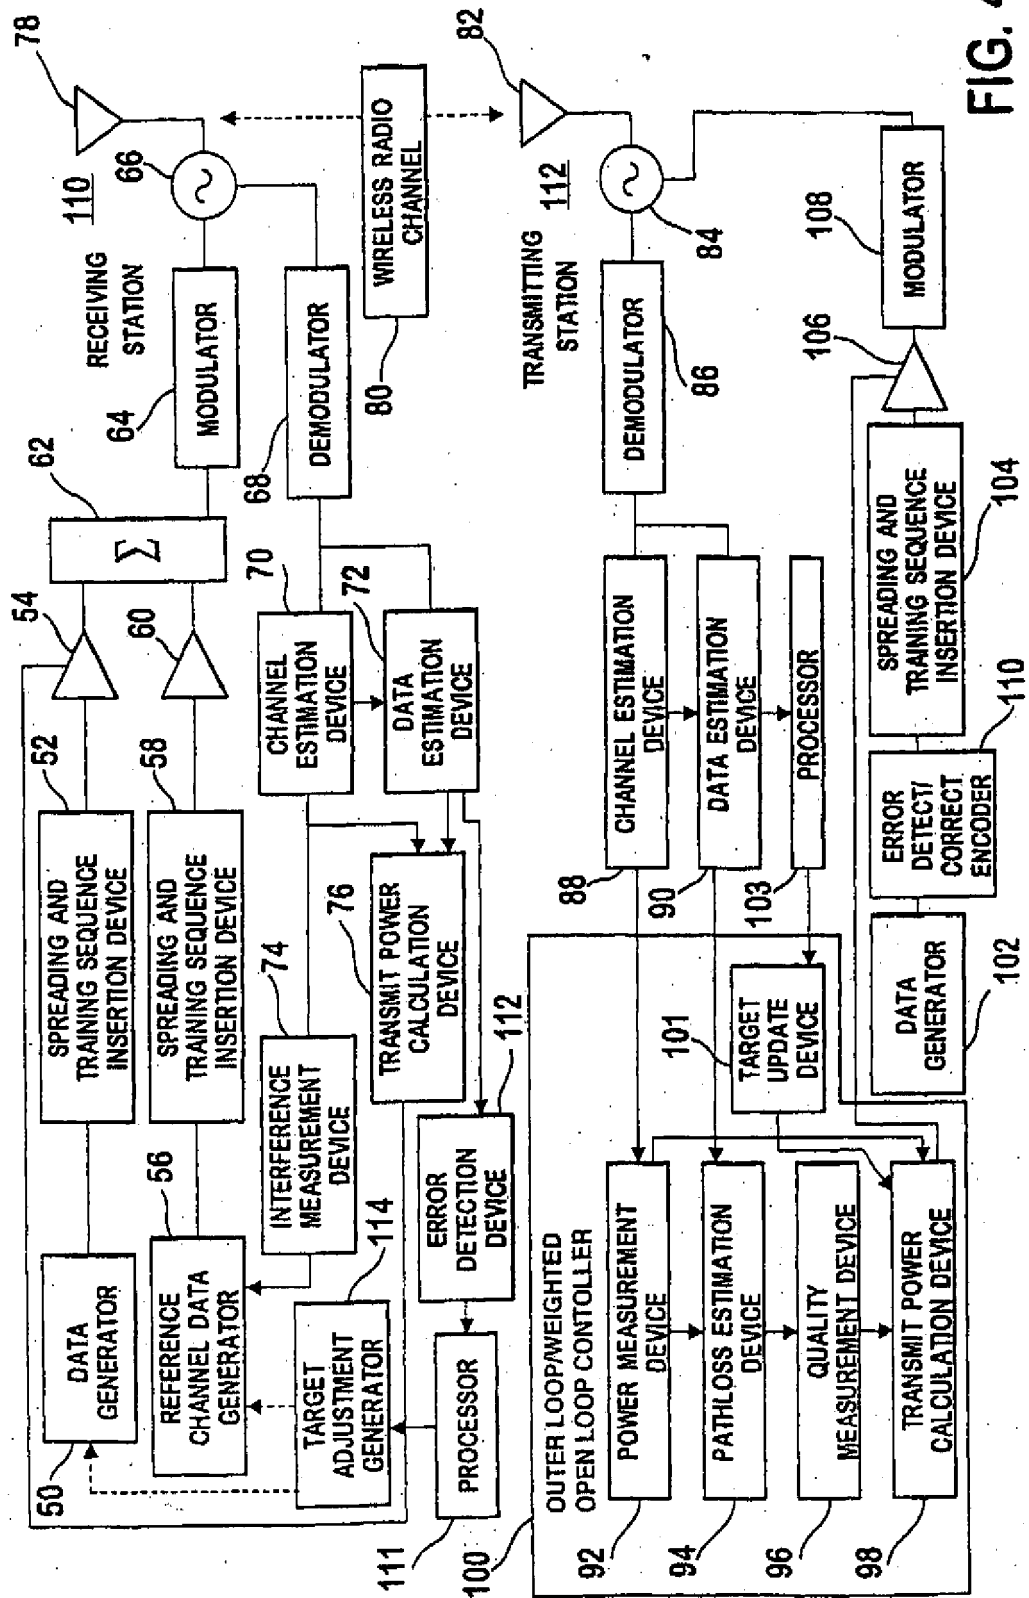 78
66
110
RECEIVING
STATION
64
MODULATOR
62
Σ
54
60
52
SPREADING AND
TRAINING SEQUENCE
INSERTION DEVICE
58
SPREADING AND
TRAINING SEQUENCE
INSERTION DEVICE
DATA
GENERATOR
50
56
REFERENCE
CHANNEL DATA
GENERATOR
68
DEMODULATOR
WIRELESS RADIO
CHANNEL
80
70
CHANNEL
ESTIMATION
DEVICE
72
DATA
ESTIMATION
DEVICE
74
INTERFERENCE
MEASUREMENT
DEVICE
76
TRANSMIT POWER
CALCULATION
DEVICE
114
TARGET
ADJUSTMENT
GENERATOR
112
ERROR
DETECTION
DEVICE
PROCESSOR
111
82
112
TRANSMITTING
STATION
84
DEMODULATOR
86
CHANNEL ESTIMATION
DEVICE
88
DATA ESTIMATION
DEVICE
90
PROCESSOR
103
OUTER LOOP/WEIGHTED
OPEN LOOP CONTOLLER
100
POWER MEASUREMENT
DEVICE
92
PATHLOSS ESTIMATION
DEVICE
94
QUALITY
MEASUREMENT DEVICE
96
TRANSMIT POWER
CALCULATION DEVICE
98
101
TARGET
UPDATE
DEVICE
DATA
GENERATOR
102
ERROR
DETECT/
CORRECT
ENCODER
110
SPREADING AND
TRAINING SEQUENCE
INSERTION DEVICE
104
106
MODULATOR
108
FIG. 4